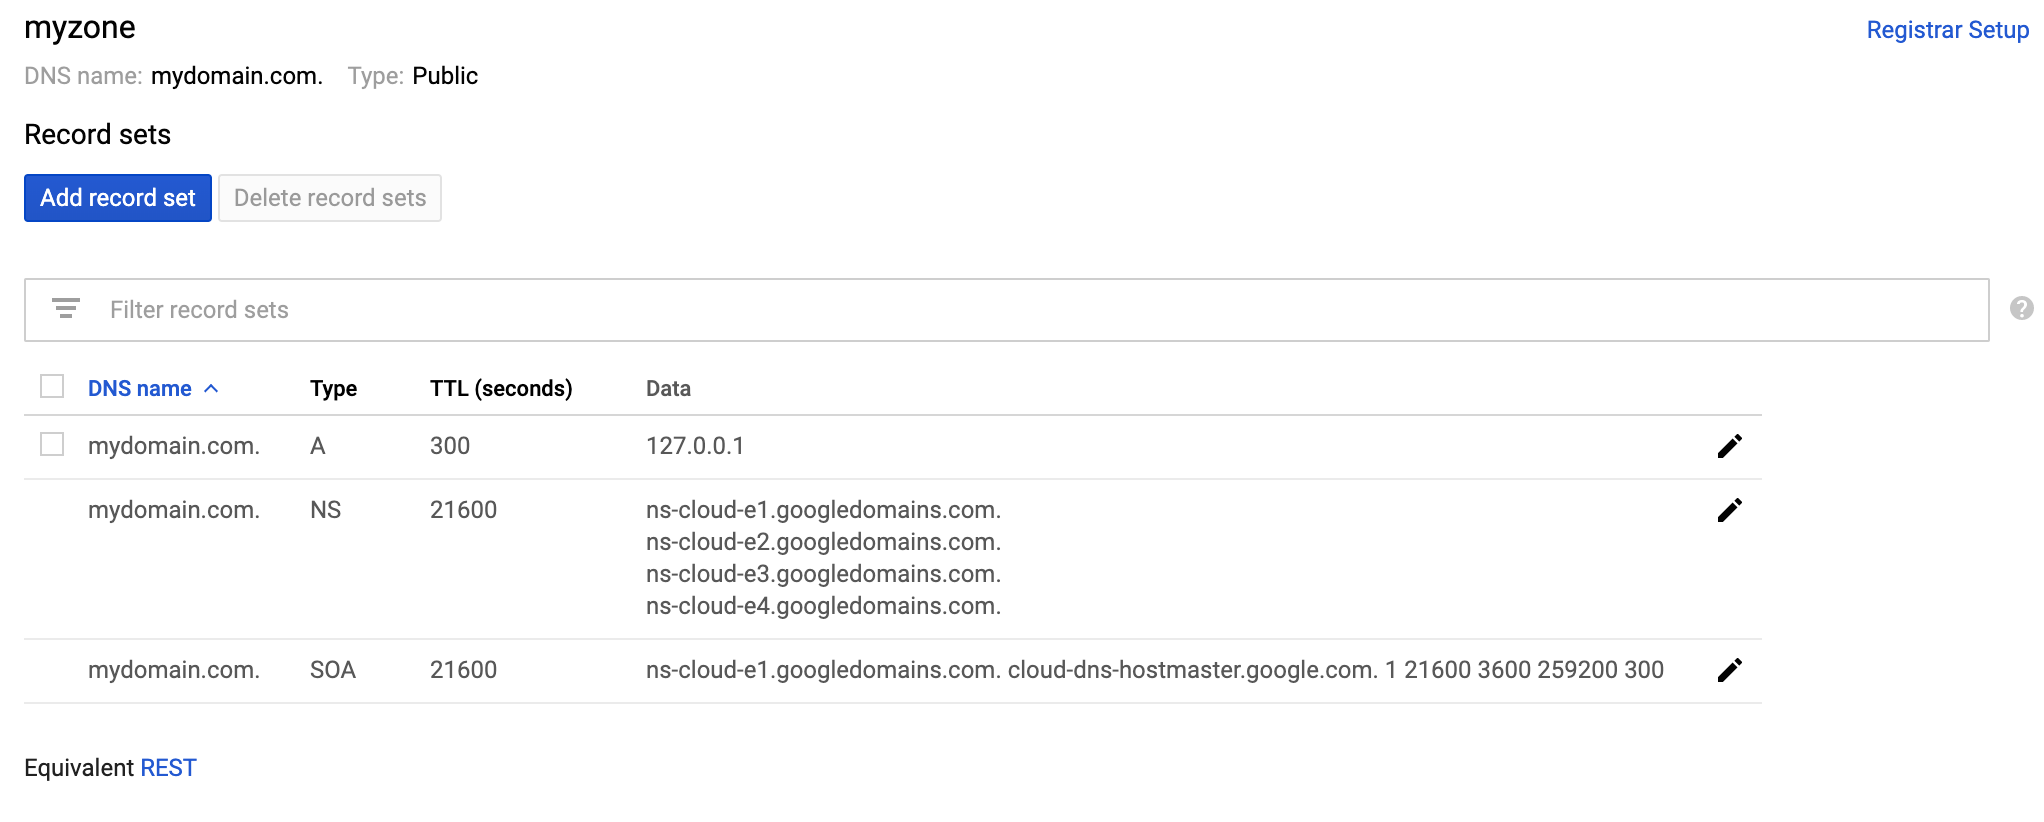 myzone
Registrar Setup
DNS name: mydomain.com. Type: Public
Record sets
Add record set Delete record sets
Filter record sets
?
DNS name Type TTL (seconds) Data
mydomain.com. A 300 127.0.0.1
mydomain.com. NS 21600 ns-cloud-e1.googledomains.com.
ns-cloud-e2.googledomains.com.
ns-cloud-e3.googledomains.com.
ns-cloud-e4.googledomains.com.
mydomain.com. SOA 21600 ns-cloud-e1.googledomains.com. cloud-dns-hostmaster.google.com. 1 21600 3600 259200 300
Equivalent REST